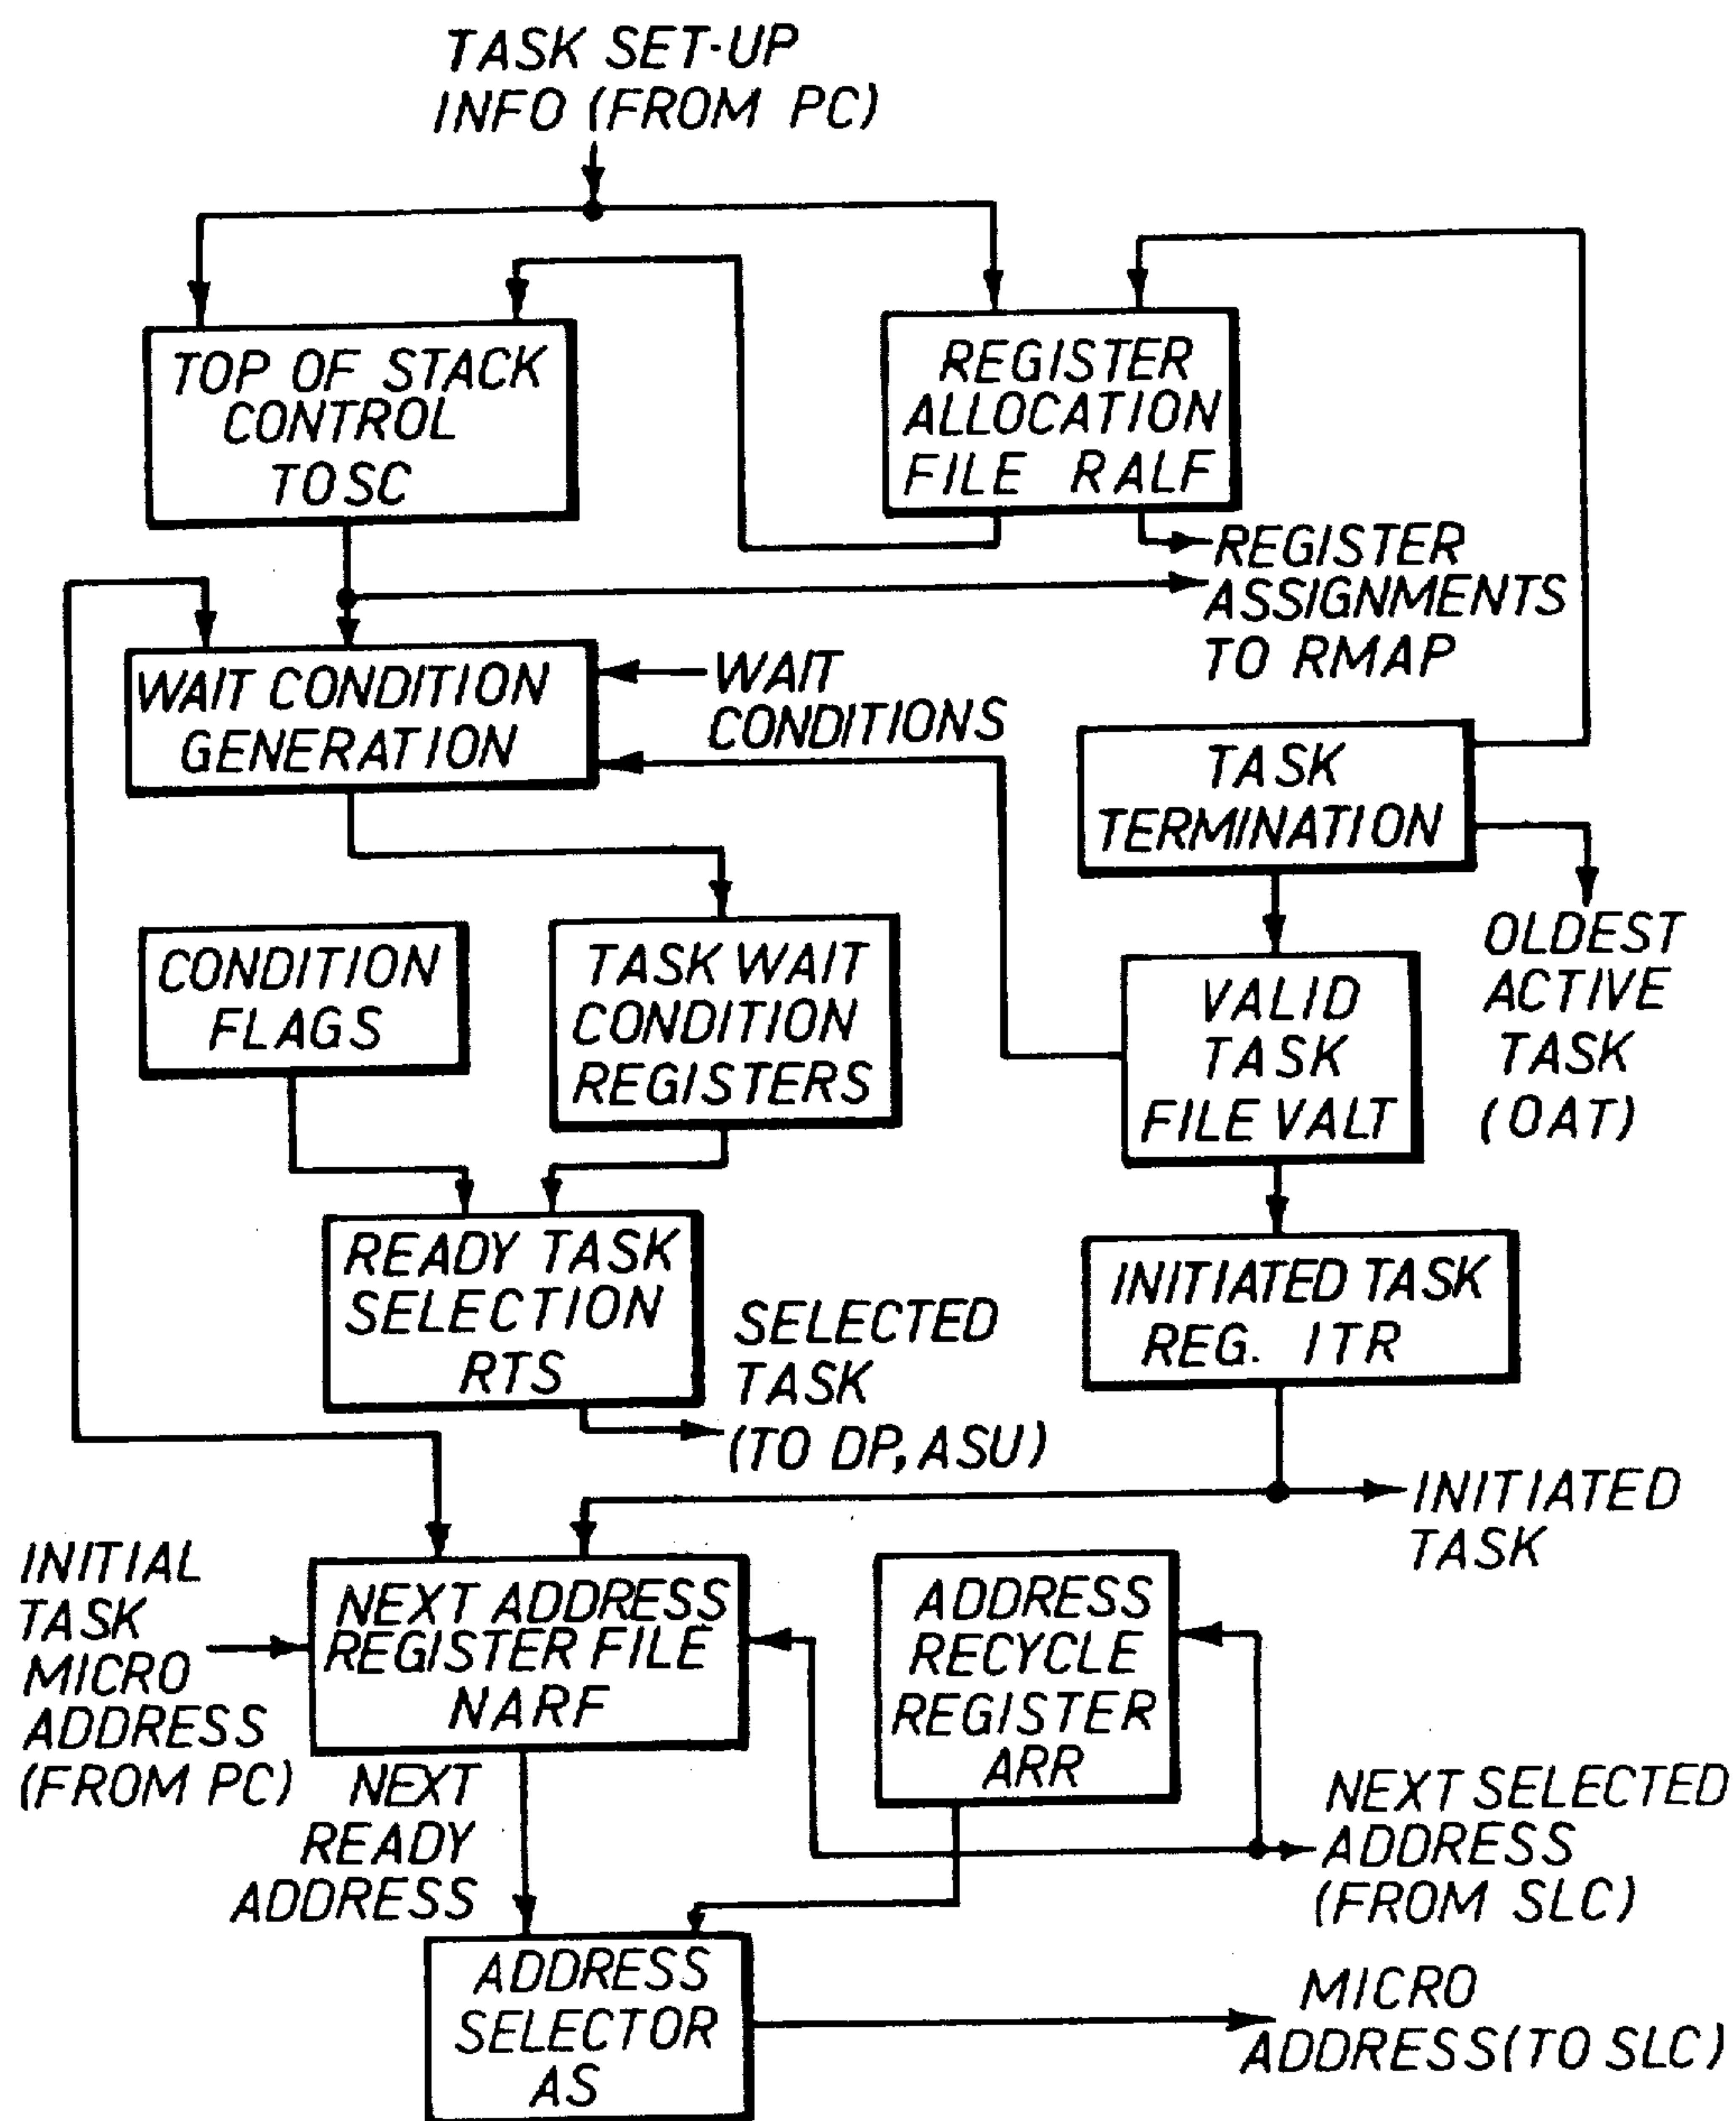 TASK SET-UP
INFO (FROM PC)
TOP OF STACK
CONTROL
TOSC
REGISTER
ALLOCATION
FILE RALF
REGISTER
ASSIGNMENTS
TO RMAP
WAIT CONDITION
GENERATION
WAIT
CONDITIONS
TASK
TERMINATION
CONDITION
FLAGS
TASK WAIT
CONDITION
REGISTERS
VALID
TASK
FILE VALT
OLDEST
ACTIVE
TASK
(OAT)
READY TASK
SELECTION
RTS
SELECTED
TASK
(TO DP, ASU)
INITIATED TASK
REG. ITR
INITIATED
TASK
INITIAL
TASK
MICRO
ADDRESS
(FROM PC)
NEXT ADDRESS
REGISTER FILE
NARF
ADDRESS
RECYCLE
REGISTER
ARR
NEXT
READY
ADDRESS
NEXT SELECTED
ADDRESS
(FROM SLC)
ADDRESS
SELECTOR
AS
MICRO
ADDRESS(TO SLC)